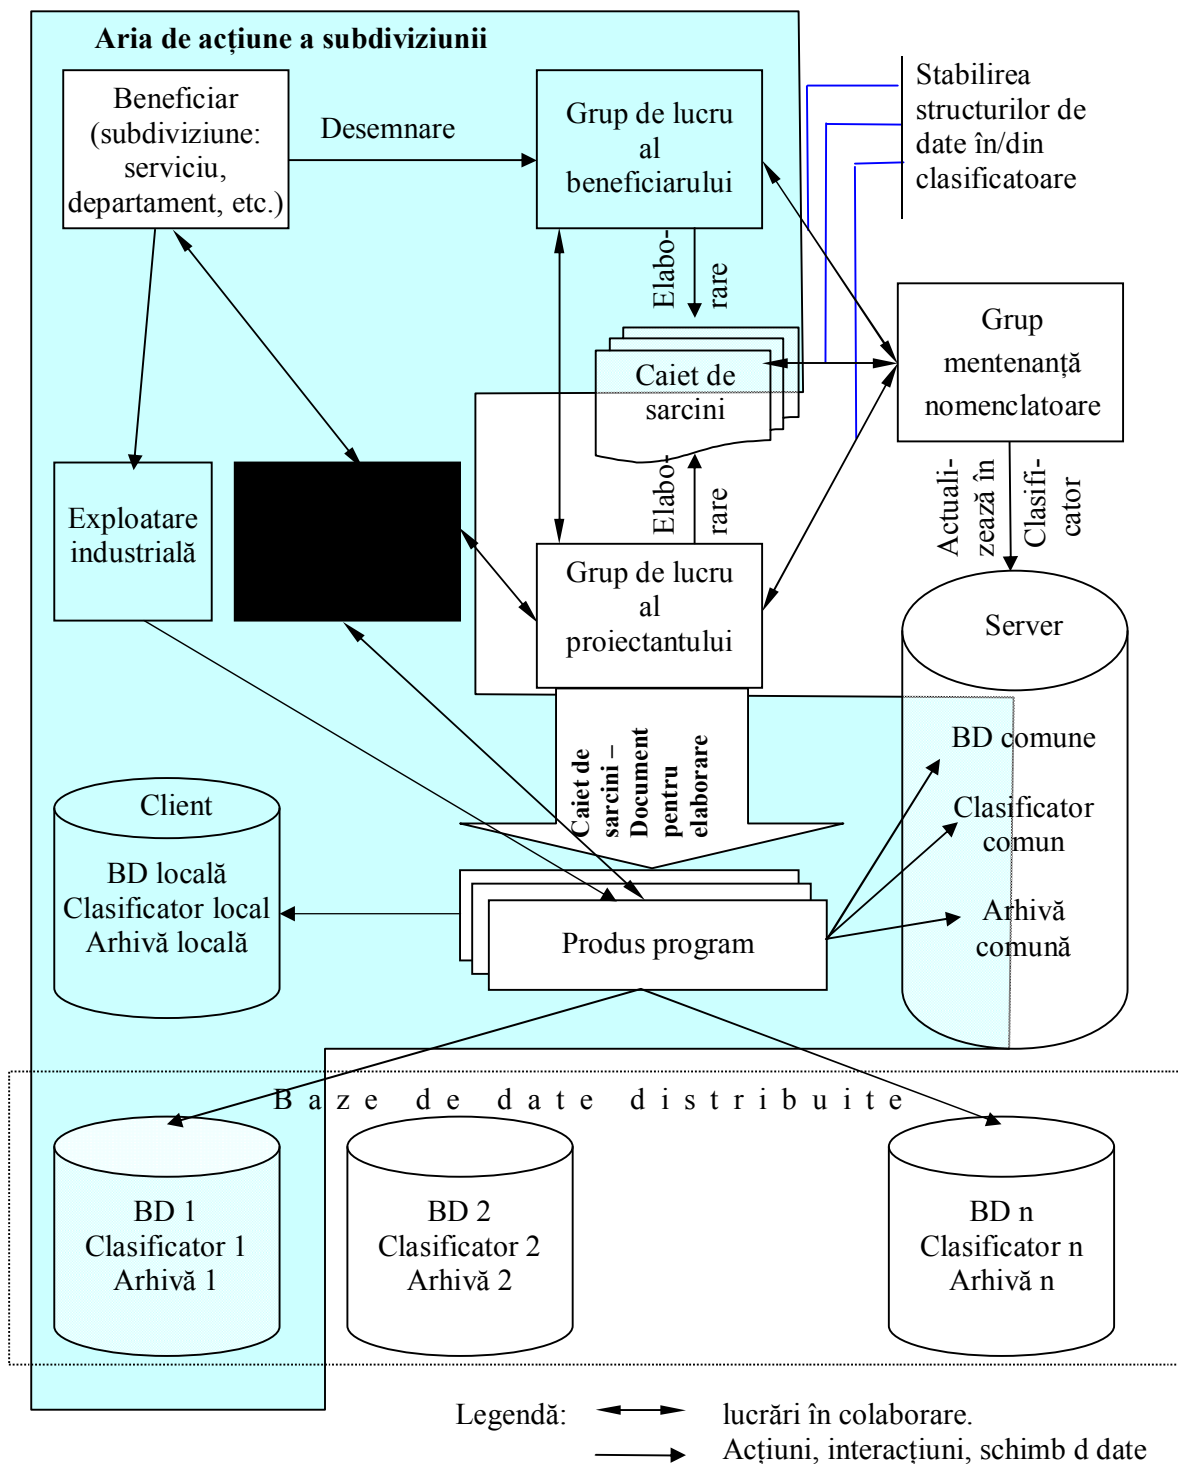 Aria de acțiune a subdiviziunii
Beneficiar
(subdiviziune:
serviciu,
departament, etc.)
Desemnare
Grup de lucru
al
beneficiarului
Stabilirea
structurilor de
date în/din
clasificatoare
Elabo-
rare
Grup
mentenanță
nomenclatoare
Caiet de
sarcini
Exploatare
industrială
Elabo-
rare
Actuali-
zează în
Clasifi-
cator
Grup de lucru
al
proiectantului
Server
BD comune
Clasificator
comun
Arhivă
comună
Caiet de
sarcini –
Document
pentru
elaborare
Client
BD locală
Clasificator local
Arhivă locală
Produs program
Baze de date distribuite
BD 1
Clasificator 1
Arhivă 1
BD 2
Clasificator 2
Arhivă 2
BD n
Clasificator n
Arhivă n
Legendă:
lucrări în colaborare.
Acțiuni, interacțiuni, schimb d date